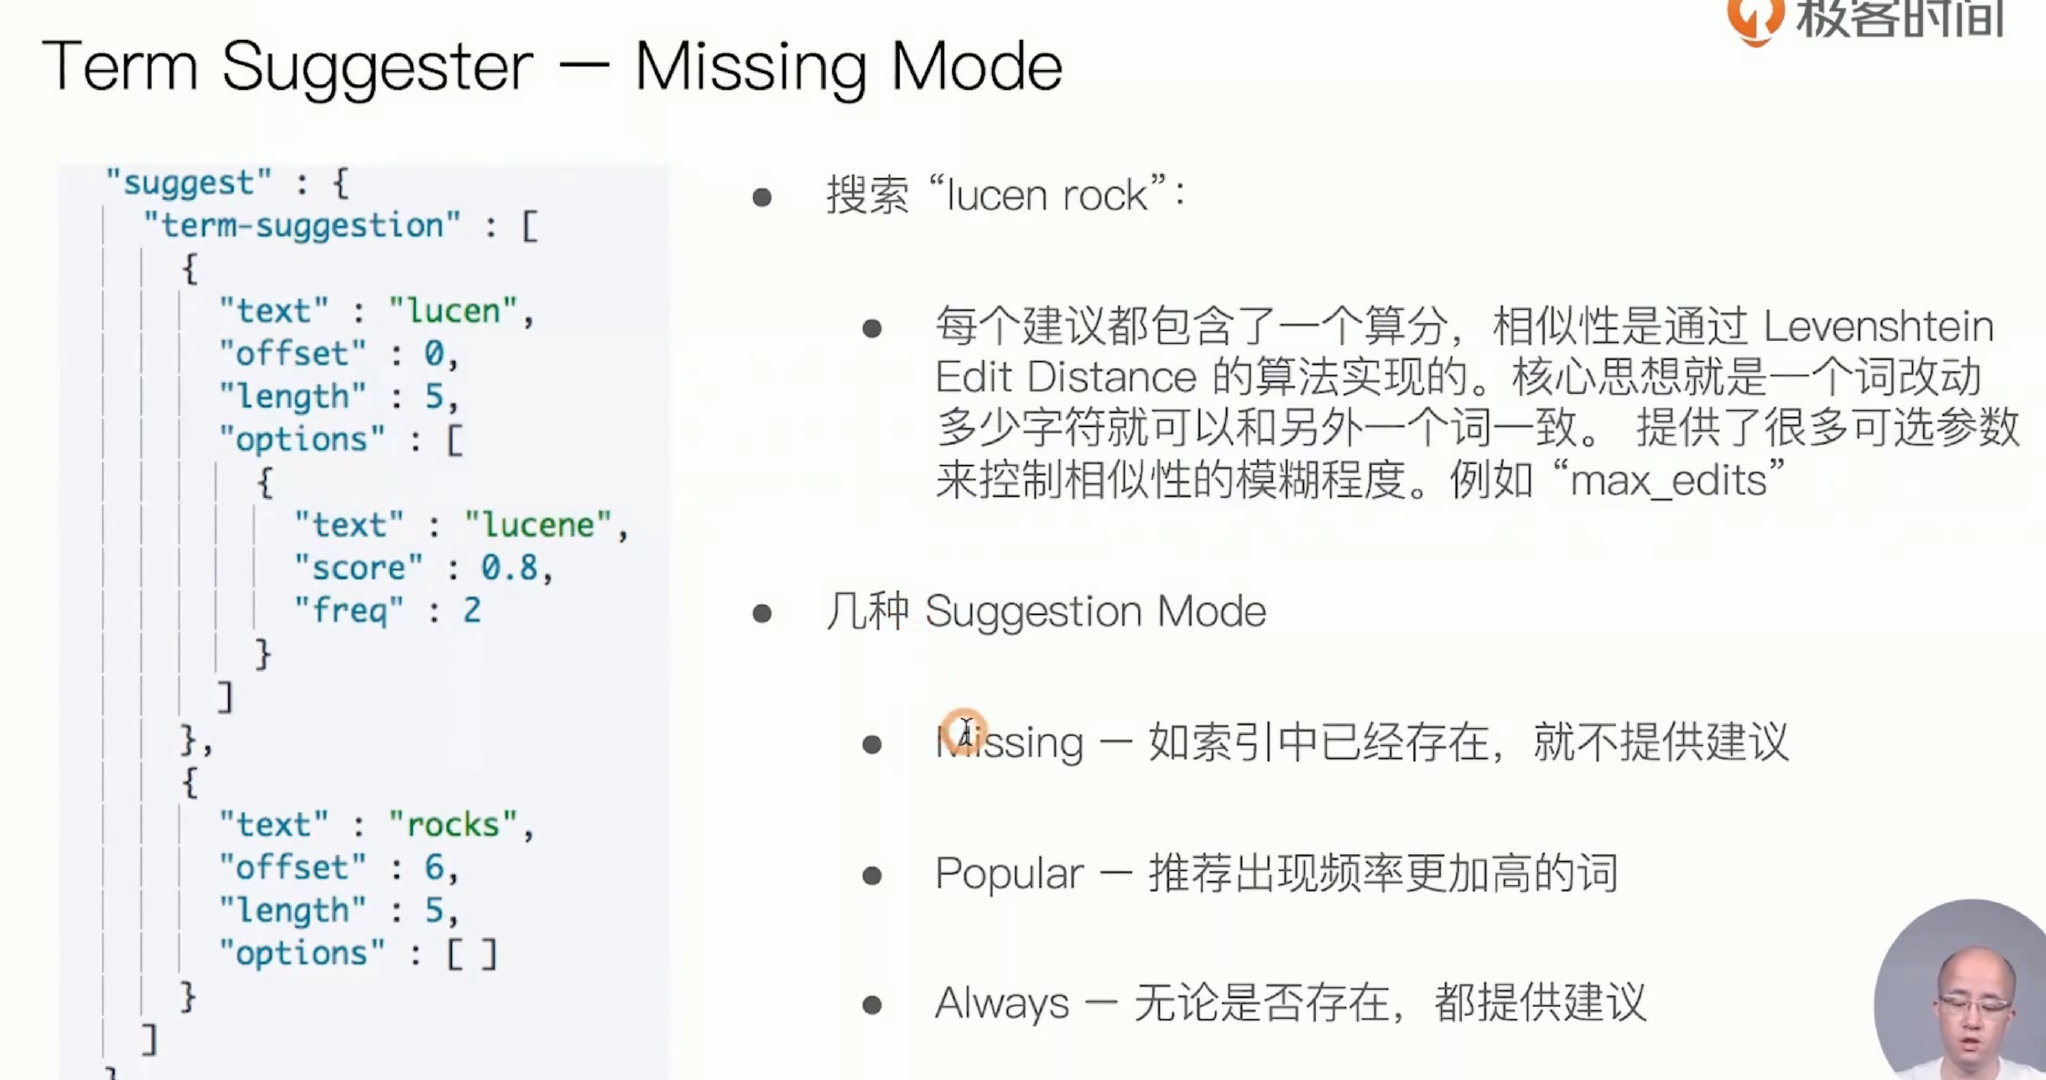 极客时间
Term Suggester – Missing Mode
"suggest" : {
"term-suggestion" : [
{
"text" : "lucen",
"offset" : 0,
"length" : 5,
"options" : [
{
"text" : "lucene",
"score" : 0.8,
"freq" : 2
}
]
},
{
"text" : "rocks",
"offset" : 6,
"length" : 5,
"options" : [ ]
}
]
}
搜索 “lucen rock”：
每个建议都包含了一个算分，相似性是通过 Levenshtein
Edit Distance 的算法实现的。核心思想就是一个词改动
多少字符就可以和另外一个词一致。 提供了很多可选参数
来控制相似性的模糊程度。例如 “max_edits”
几种 Suggestion Mode
Missing – 如索引中已经存在，就不提供建议
Popular – 推荐出现频率更加高的词
Always – 无论是否存在，都提供建议